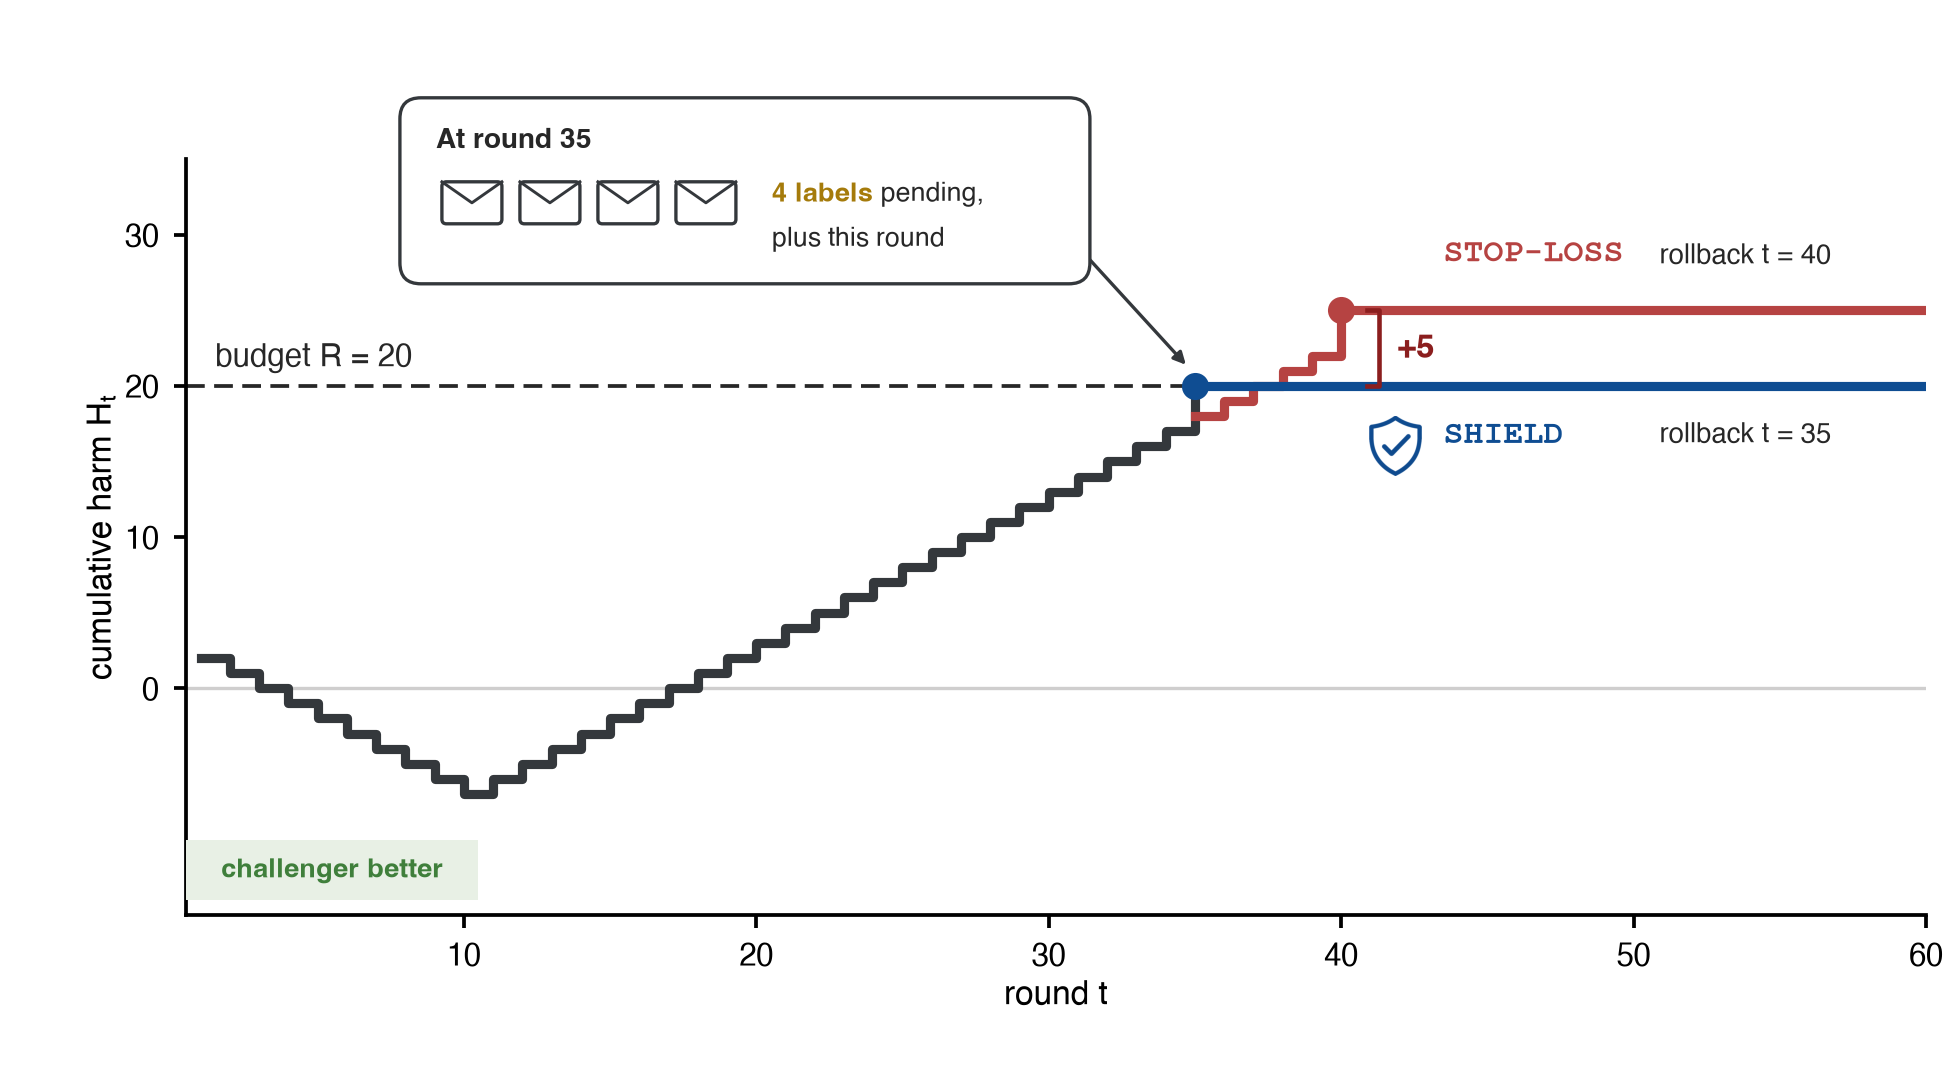 At round 35
4 labels pending,
plus this round
30
STOP-LOSS rollback t = 40
budget R = 20
+5
20
SHIELD rollback t = 35
cumulative harm Hₜ
10
0
challenger better
10 20 30 40 50 60
round t